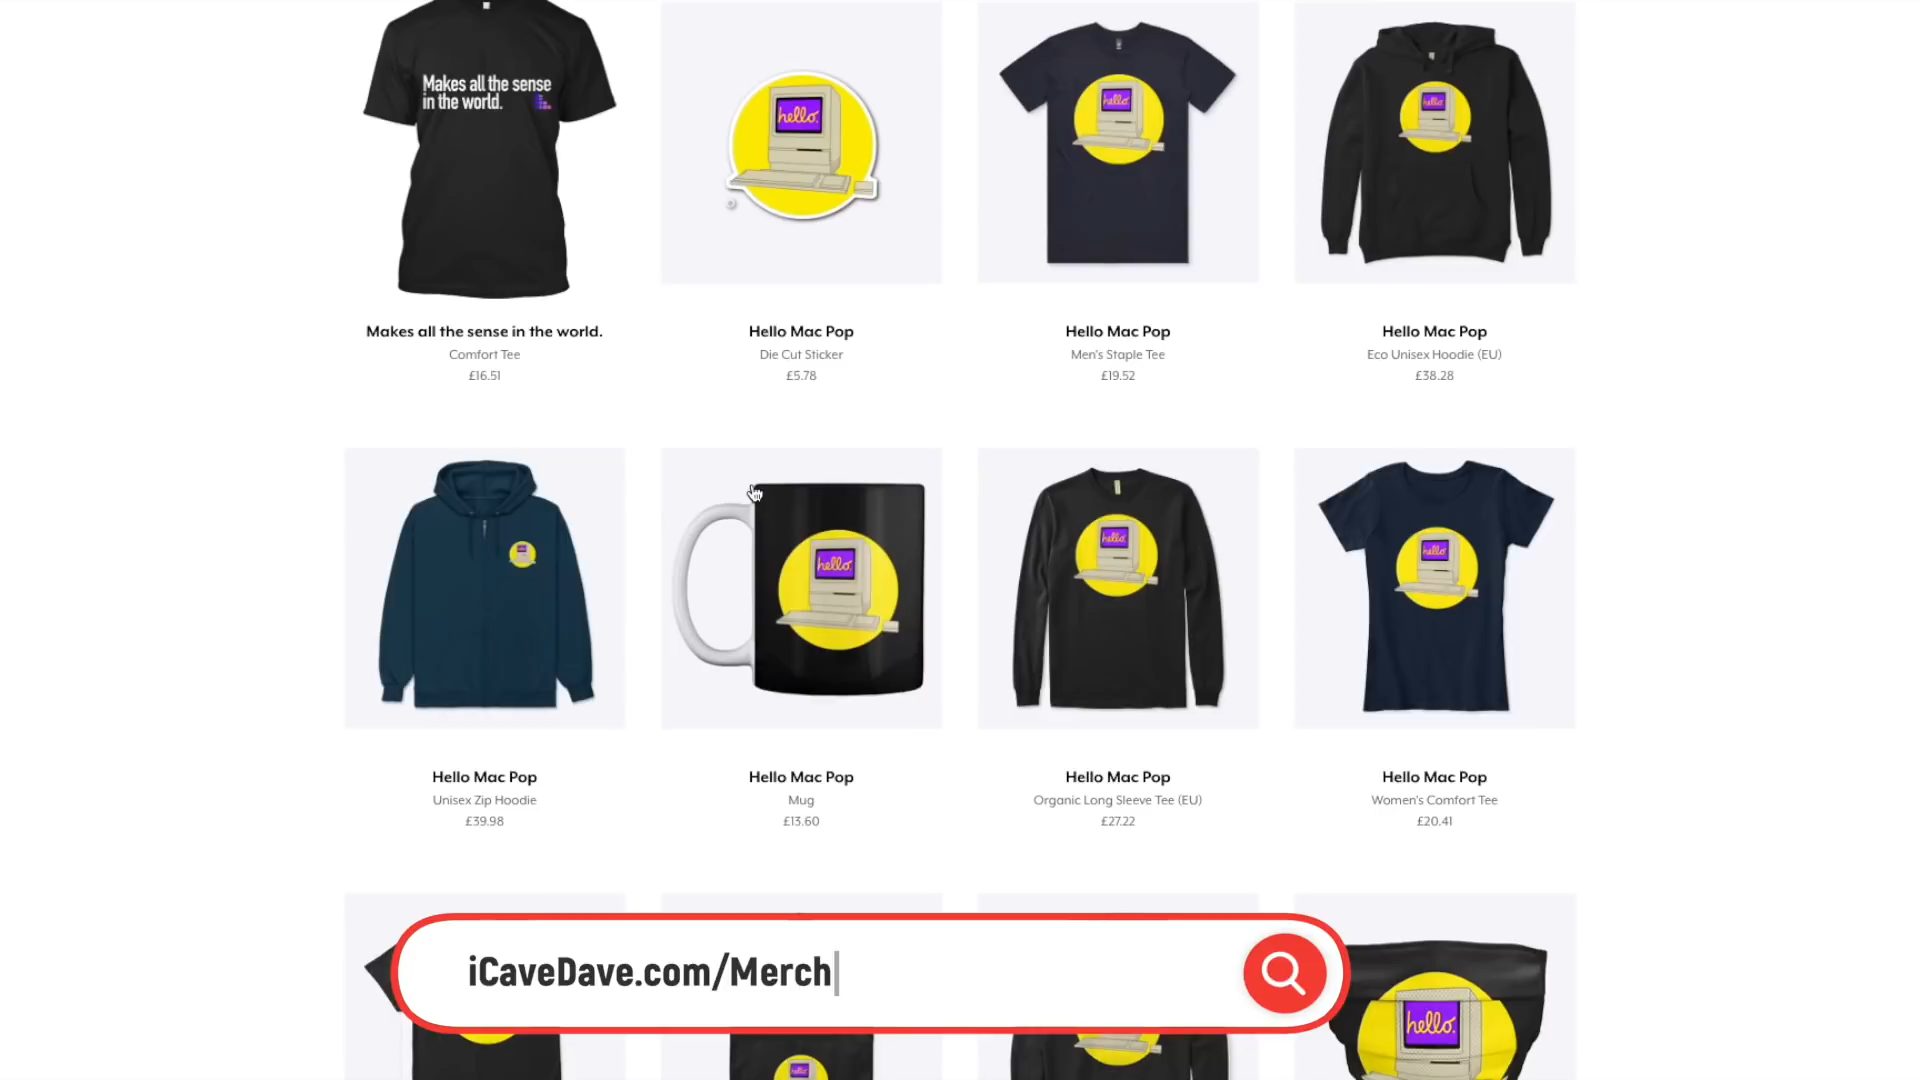 Makes all the sense
in the world.
hello.
hello.
hello.
Makes all the sense in the world.
Comfort Tee
£16.51
Hello Mac Pop
Die Cut Sticker
£5.78
Hello Mac Pop
Men's Staple Tee
£19.52
Hello Mac Pop
Eco Unisex Hoodie (EU)
£38.28
hello.
hello.
hello.
Hello Mac Pop
Unisex Zip Hoodie
£39.98
Hello Mac Pop
Mug
£13.60
Hello Mac Pop
Organic Long Sleeve Tee (EU)
£27.22
Hello Mac Pop
Women's Comfort Tee
£20.41
iCaveDave.com/Merch
hello.
hello.